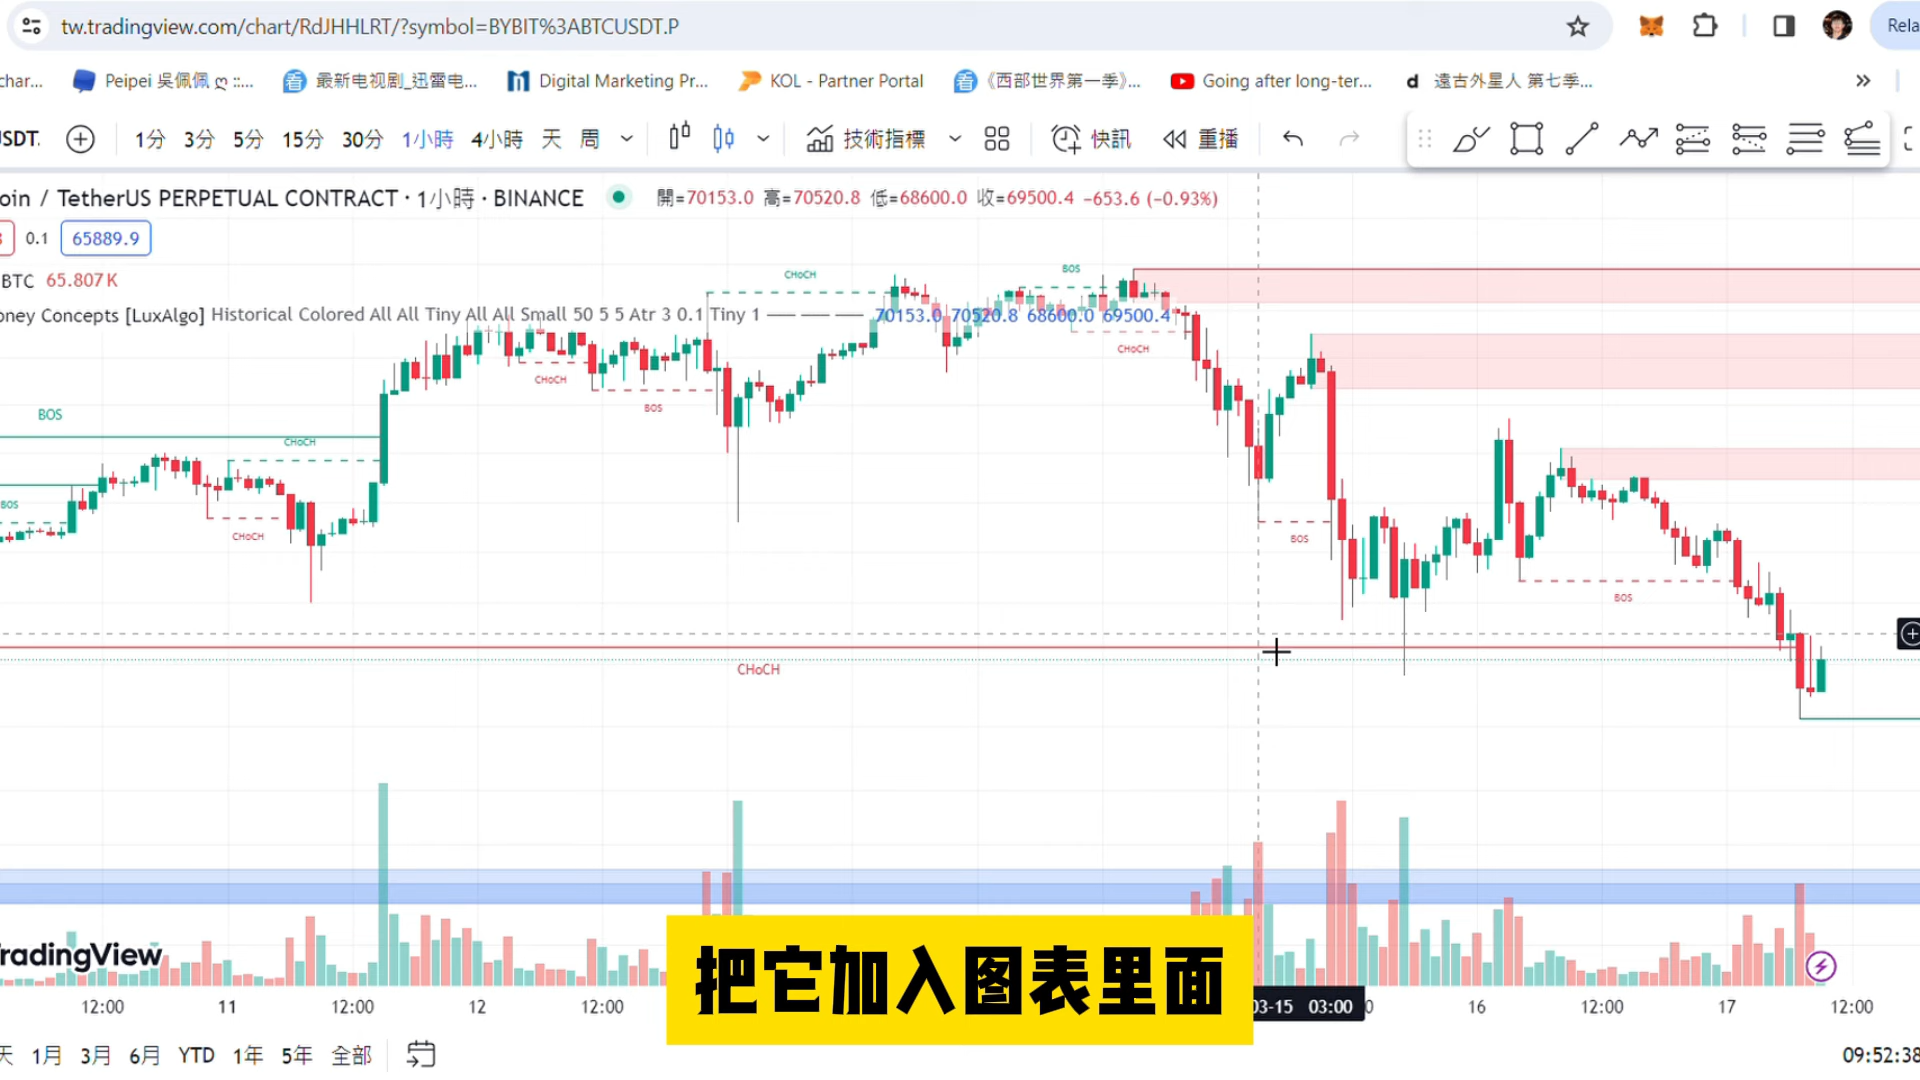 tw.tradingview.com/chart/RdJHHLRT/?symbol=BYBIT%3ABTCUSDT.P
Rela
char...
Peipei 吳佩佩 ღ ::...
最新电视剧_迅雷电...
Digital Marketing Pr...
KOL - Partner Portal
《西部世界第一季》...
Going after long-ter...
遠古外星人 第七季...
SDT. 1分 3分 5分 15分 30分 1小時 4小時 天 周 技術指標 快訊 重播
oin / TetherUS PERPETUAL CONTRACT · 1小時 · BINANCE 開=70153.0 高=70520.8 低=68600.0 收=69500.4 −653.6 (−0.93%)
0.1 65889.9
BTC 65.807K
oney Concepts [LuxAlgo] Historical Colored All All Tiny All All Small 50 5 5 Atr 3 0.1 Tiny 1 70153.0 70520.8 68600.0 69500.4
CHoCH
BOS
CHoCH
CHoCH
BOS
BOS
CHoCH
BOS
CHoCH
BOS
BOS
CHoCH
TradingView
把它加入图表里面
12:00 11 12:00 12 12:00 03-15 03:00 16 12:00 17 12:00
天 1月 3月 6月 YTD 1年 5年 全部
09:52:38